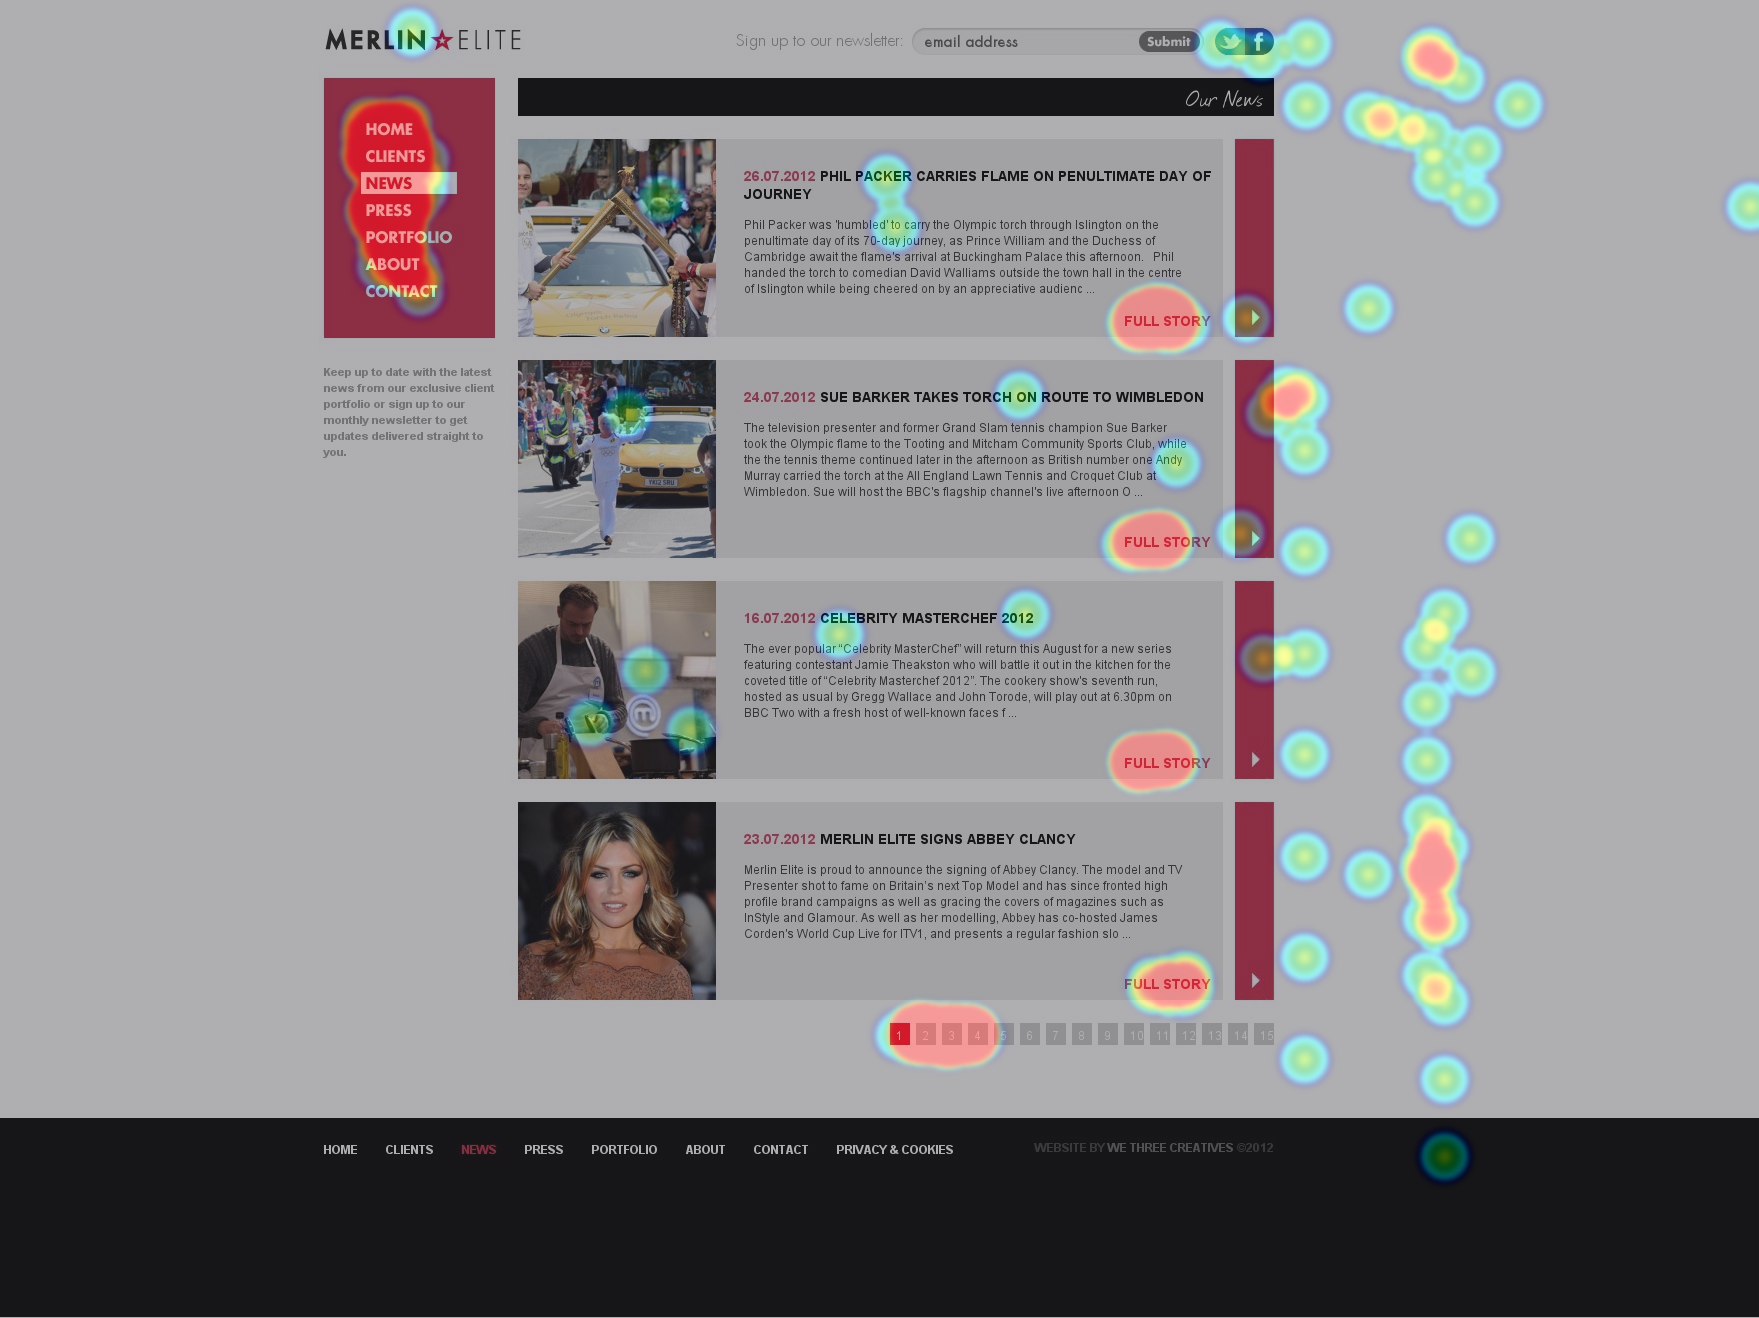 MERLIN ELITE
Sign up to our newsletter:
email address
Submit
f
HOME
CLIENTS
NEWS
PRESS
PORTFOLIO
ABOUT
CONTACT
Keep up to date with the latest
news from our exclusive client
portfolio or sign up to our
monthly newsletter to get
updates delivered straight to
you.
Our News
26.07.2012 PHIL PACKER CARRIES FLAME ON PENULTIMATE DAY OF
JOURNEY
Phil Packer was 'humbled' to carry the Olympic torch through Islington on the
penultimate day of its 70-day journey, as Prince William and the Duchess of
Cambridge await the flame's arrival at Buckingham Palace this afternoon.   Phil
handed the torch to comedian David Walliams outside the town hall in the centre
of Islington while being cheered on by an appreciative audienc ...
FULL STORY
24.07.2012 SUE BARKER TAKES TORCH ON ROUTE TO WIMBLEDON
The television presenter and former Grand Slam tennis champion Sue Barker
took the Olympic flame to the Tooting and Mitcham Community Sports Club, while
the the tennis theme continued later in the afternoon as British number one Andy
Murray carried the torch at the All England Lawn Tennis and Croquet Club at
Wimbledon. Sue will host the BBC's flagship channel's live afternoon O ...
FULL STORY
16.07.2012 CELEBRITY MASTERCHEF 2012
The ever popular “Celebrity MasterChef” will return this August for a new series
featuring contestant Jamie Theakston who will battle it out in the kitchen for the
coveted title of “Celebrity Masterchef 2012”. The cookery show's seventh run,
hosted as usual by Gregg Wallace and John Torode, will play out at 6.30pm on
BBC Two with a fresh host of well-known faces f ...
FULL STORY
23.07.2012 MERLIN ELITE SIGNS ABBEY CLANCY
Merlin Elite is proud to announce the signing of Abbey Clancy. The model and TV
Presenter shot to fame on Britain's next Top Model and has since fronted high
profile brand campaigns as well as gracing the covers of magazines such as
InStyle and Glamour. As well as her modelling, Abbey has co-hosted James
Corden's World Cup Live for ITV1, and presents a regular fashion slo ...
FULL STORY
1 2 3 4 5 6 7 8 9 10 11 12 13 14 15
HOME CLIENTS NEWS PRESS PORTFOLIO ABOUT CONTACT PRIVACY & COOKIES
WEBSITE BY WE THREE CREATIVES ©2012